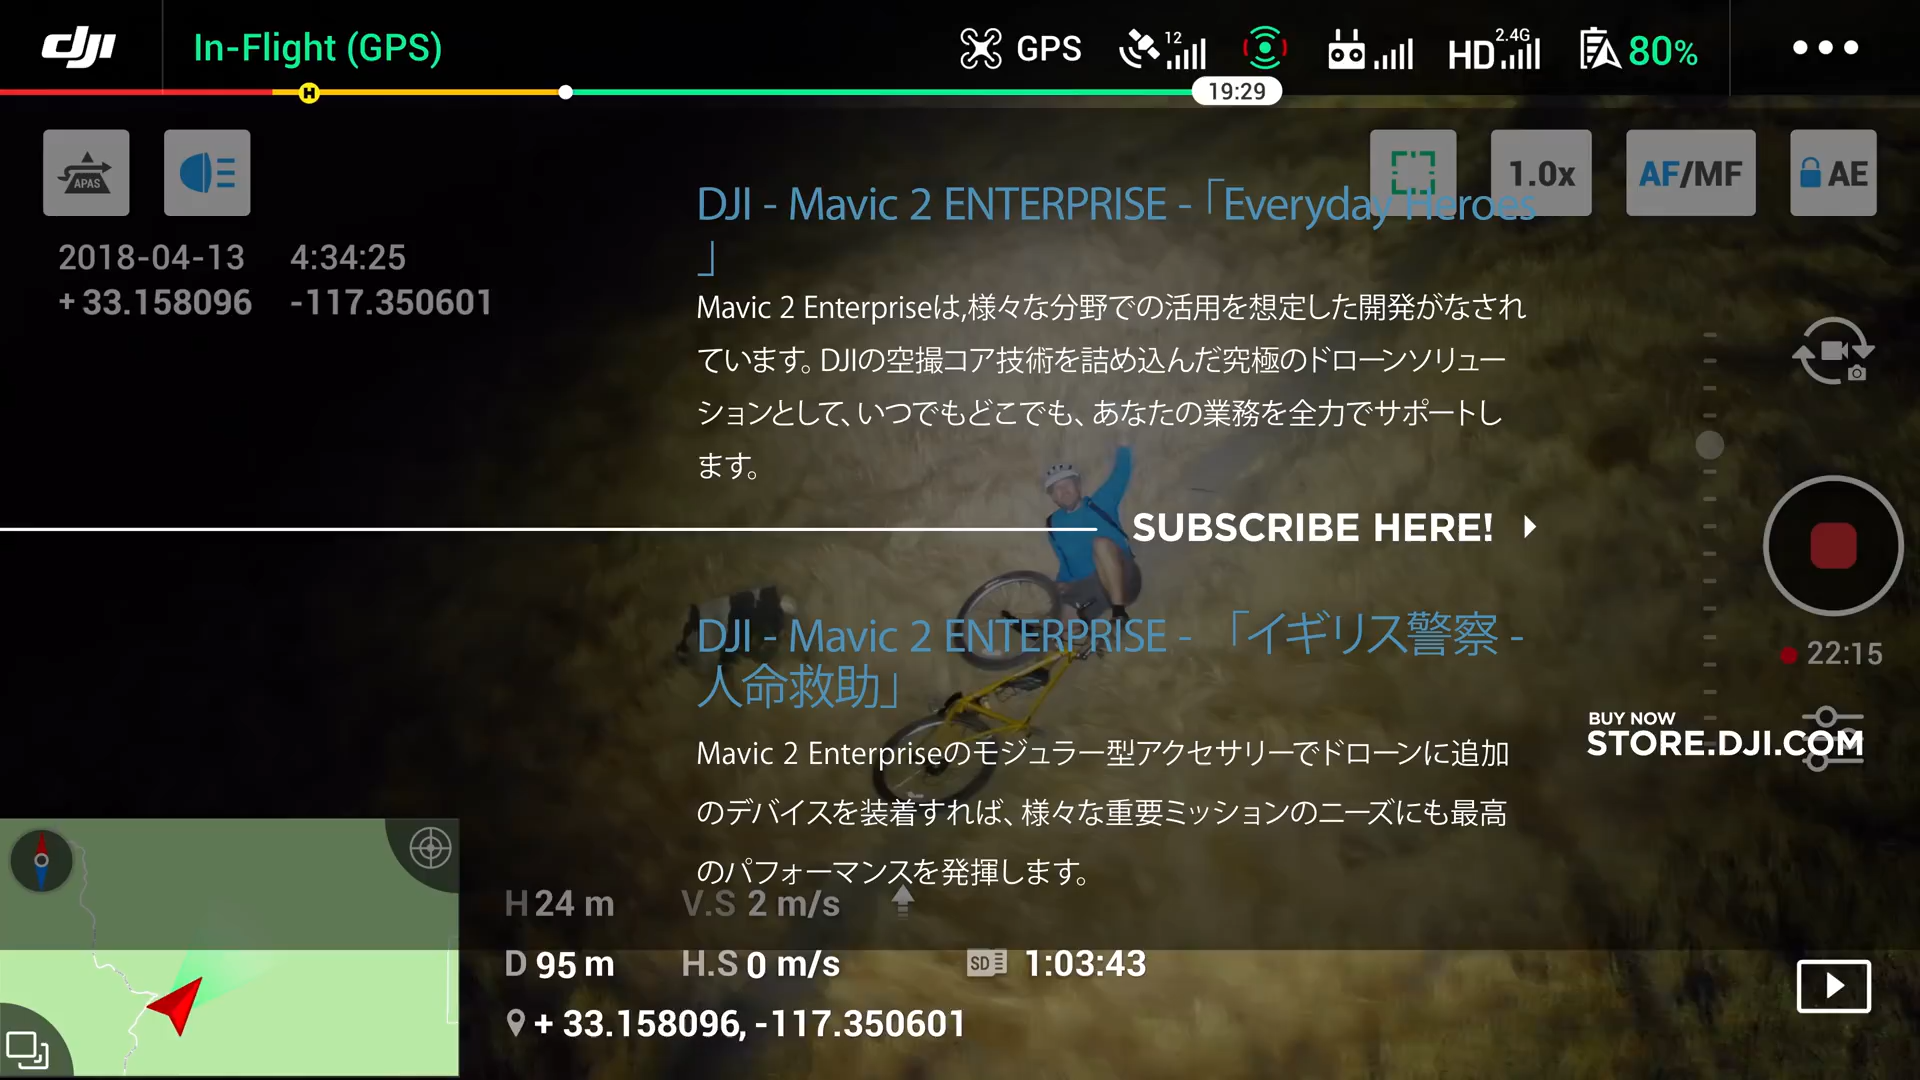 dji
In-Flight (GPS)
GPS
12
HD
2.4G
80%
H
19:29
APAS
1.0x
AF/MF
AE
2018-04-13 4:34:25
+ 33.158096 -117.350601
DJI - Mavic 2 ENTERPRISE -「Everyday Heroes
」
Mavic 2 Enterpriseは,様々な分野での活用を想定した開発がなされ
ています。DJIの空撮コア技術を詰め込んだ究極のドローンソリュー
ションとして、いつでもどこでも、あなたの業務を全力でサポートし
ます。
SUBSCRIBE HERE!
DJI - Mavic 2 ENTERPRISE - 「イギリス警察 -
人命救助」
22:15
BUY NOW
STORE.DJI.COM
Mavic 2 Enterpriseのモジュラー型アクセサリーでドローンに追加
のデバイスを装着すれば、様々な重要ミッションのニーズにも最高
のパフォーマンスを発揮します。
H 24 m V.S 2 m/s
D 95 m H.S 0 m/s SD 1:03:43
+ 33.158096, -117.350601